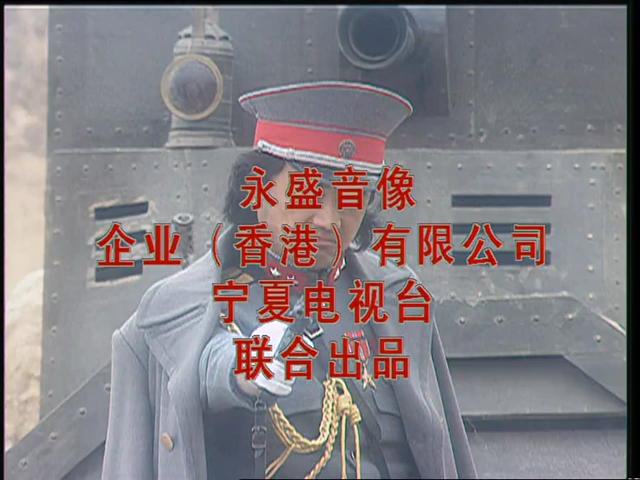 永盛音像
企业（香港）有限公司
宁夏电视台
联合出品